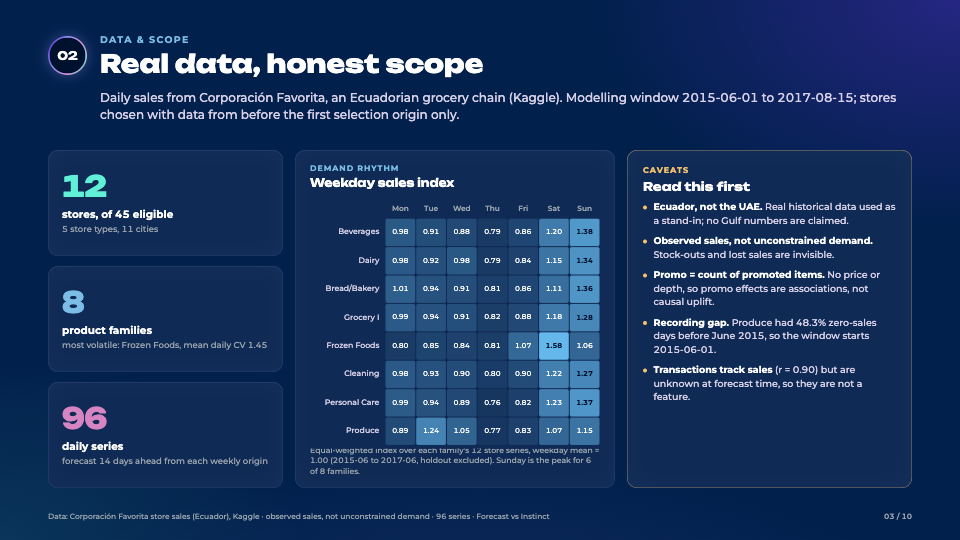 02
DATA & SCOPE
Real data, honest scope
Daily sales from Corporación Favorita, an Ecuadorian grocery chain (Kaggle). Modelling window 2015-06-01 to 2017-08-15; stores
chosen with data from before the first selection origin only.
12
stores, of 45 eligible
5 store types, 11 cities
8
product families
most volatile: Frozen Foods, mean daily CV 1.45
96
daily series
forecast 14 days ahead from each weekly origin
DEMAND RHYTHM
Weekday sales index
Mon Tue Wed Thu Fri Sat Sun
Beverages 0.98 0.91 0.88 0.79 0.86 1.20 1.38
Dairy 0.98 0.92 0.98 0.79 0.84 1.15 1.34
Bread/Bakery 1.01 0.94 0.91 0.81 0.86 1.11 1.36
Grocery I 0.99 0.94 0.91 0.82 0.88 1.18 1.28
Frozen Foods 0.80 0.85 0.84 0.81 1.07 1.58 1.06
Cleaning 0.98 0.93 0.90 0.80 0.90 1.22 1.27
Personal Care 0.99 0.94 0.89 0.76 0.82 1.23 1.37
Produce 0.89 1.24 1.05 0.77 0.83 1.07 1.15
Equal-weighted index over each family's 12 store series, weekday mean =
1.00 (2015-06 to 2017-06, holdout excluded). Sunday is the peak for 6
of 8 families.
CAVEATS
Read this first
• Ecuador, not the UAE. Real historical data used as
a stand-in; no Gulf numbers are claimed.
• Observed sales, not unconstrained demand.
Stock-outs and lost sales are invisible.
• Promo = count of promoted items. No price or
depth, so promo effects are associations, not
causal uplift.
• Recording gap. Produce had 48.3% zero-sales
days before June 2015, so the window starts
2015-06-01.
• Transactions track sales (r = 0.90) but are
unknown at forecast time, so they are not a
feature.
Data: Corporación Favorita store sales (Ecuador), Kaggle · observed sales, not unconstrained demand · 96 series · Forecast vs Instinct
03 / 10